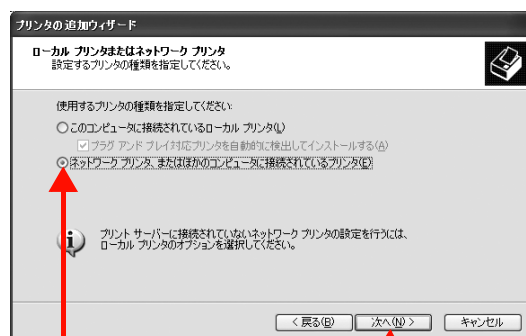 プリンタの追加ウィザード
ローカル プリンタまたはネットワーク プリンタ
設定するプリンタの種類を指定してください。
使用するプリンタの種類を指定してください:
このコンピュータに接続されているローカル プリンタ(L)
プラグ アンド プレイ対応プリンタを自動的に検出してインストールする(A)
ネットワーク プリンタ、またはほかのコンピュータに接続されているプリンタ(E)
プリント サーバーに接続されていないネットワーク プリンタの設定を行うには、
ローカル プリンタのオプションを選択してください。
< 戻る(B) 次へ(N) > キャンセル